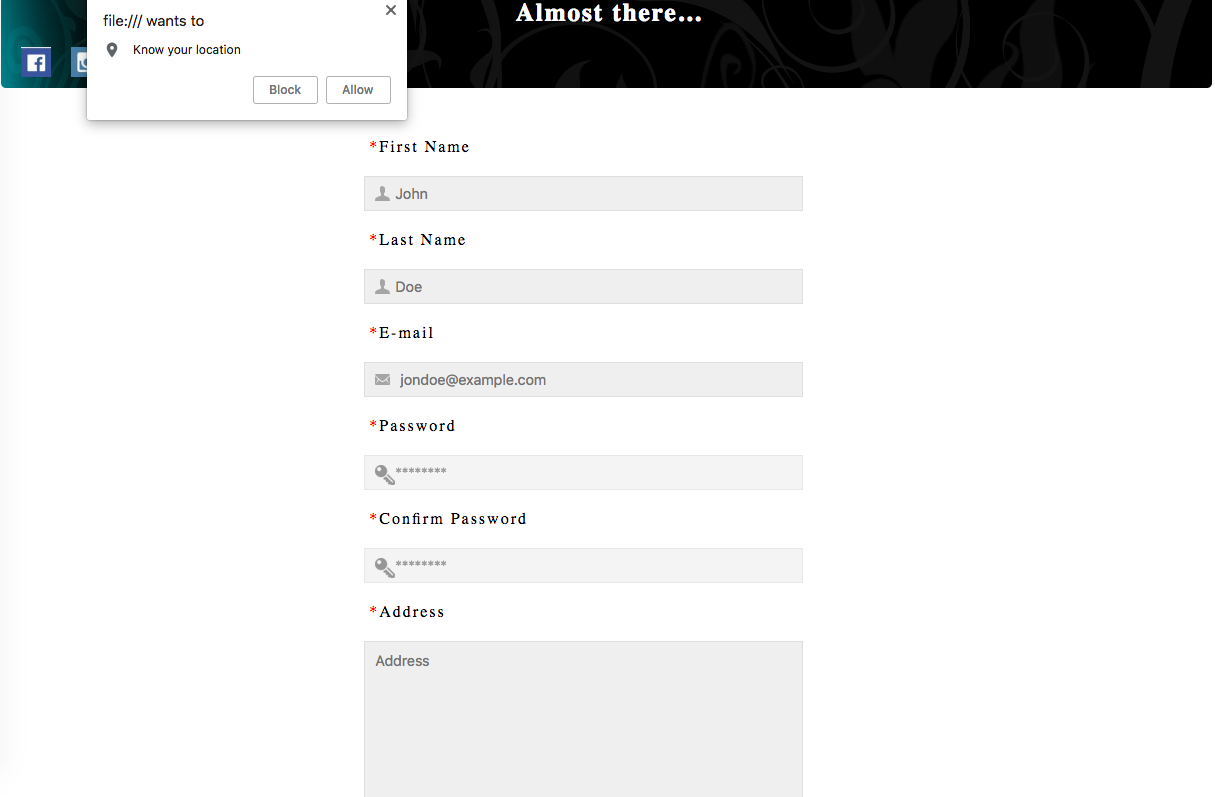 Almost there...
file:/// wants to
Know your location
Block Allow
*First Name
John
*Last Name
Doe
*E-mail
jondoe@example.com
*Password
********
*Confirm Password
********
*Address
Address